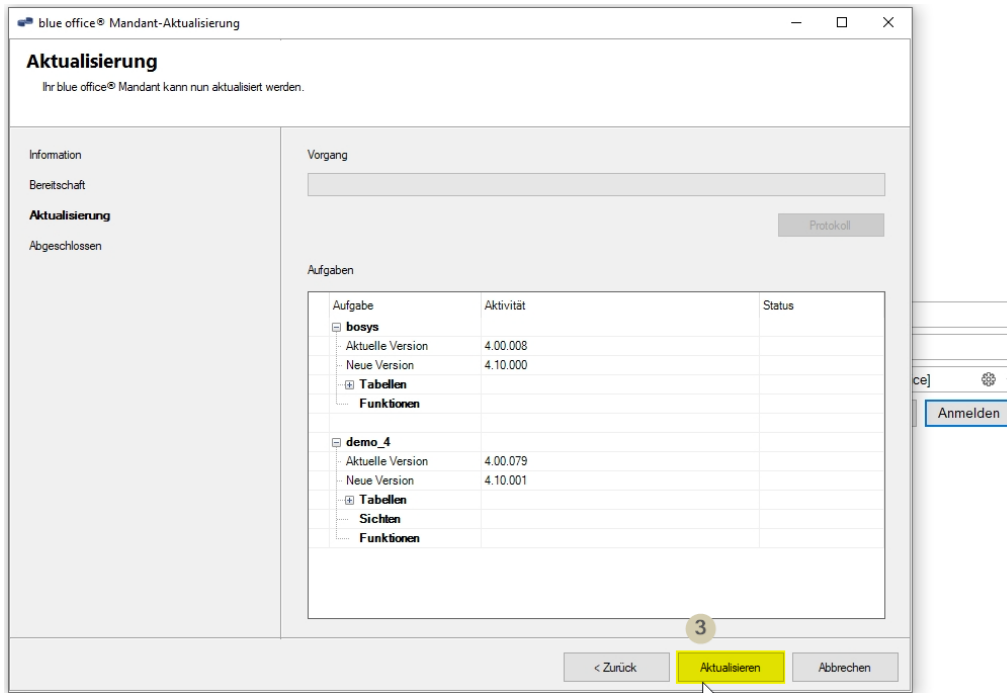 blue office® Mandant-Aktualisierung
Aktualisierung
Ihr blue office® Mandant kann nun aktualisiert werden.
Information
Bereitschaft
Aktualisierung
Abgeschlossen
Vorgang
Protokoll
Aufgaben
Aufgabe Aktivität Status
bosys
Aktuelle Version 4.00.008
Neue Version 4.10.000
Tabellen
Funktionen
demo_4
Aktuelle Version 4.00.079
Neue Version 4.10.001
Tabellen
Sichten
Funktionen
ce]
Anmelden
3
< Zurück Aktualisieren Abbrechen